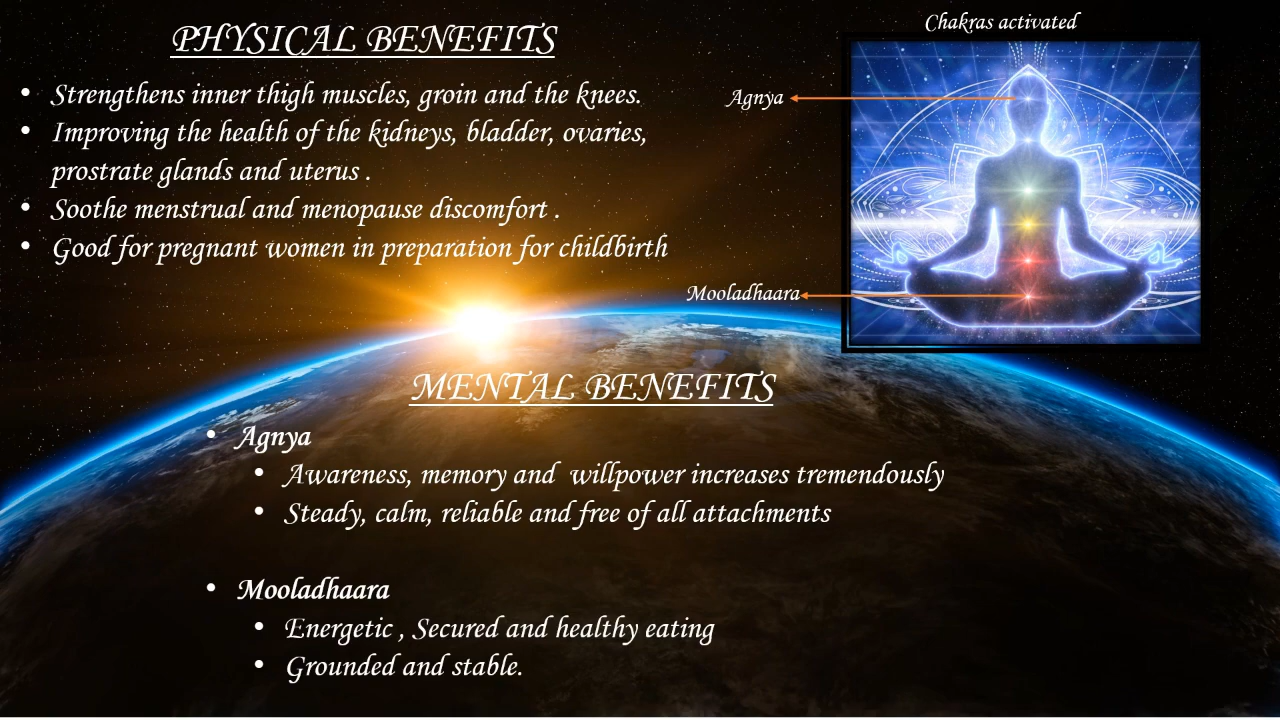 PHYSICAL BENEFITS
• Strengthens inner thigh muscles, groin and the knees.
• Improving the health of the kidneys, bladder, ovaries,
prostrate glands and uterus .
• Soothe menstrual and menopause discomfort .
• Good for pregnant women in preparation for childbirth
Chakras activated
Agnya
Mooladhaara
MENTAL BENEFITS
• Agnya
• Awareness, memory and  willpower increases tremendously
• Steady, calm, reliable and free of all attachments
• Mooladhaara
• Energetic , Secured and healthy eating
• Grounded and stable.